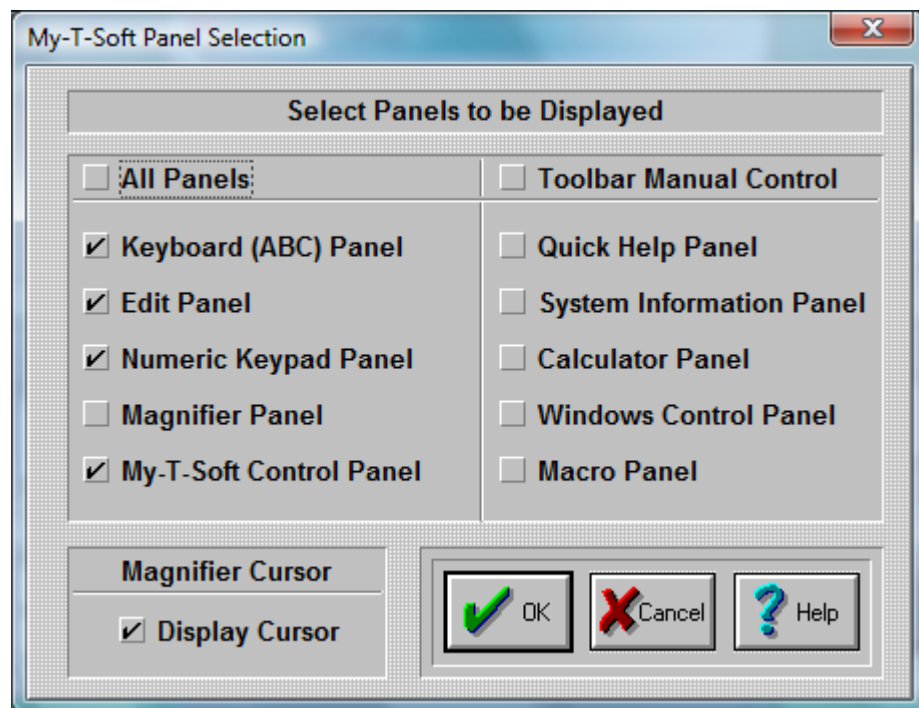 My-T-Soft Panel Selection
Select Panels to be Displayed
All Panels
Toolbar Manual Control
Keyboard (ABC) Panel
Quick Help Panel
Edit Panel
System Information Panel
Numeric Keypad Panel
Calculator Panel
Magnifier Panel
Windows Control Panel
My-T-Soft Control Panel
Macro Panel
Magnifier Cursor
Display Cursor
OK
Cancel
Help